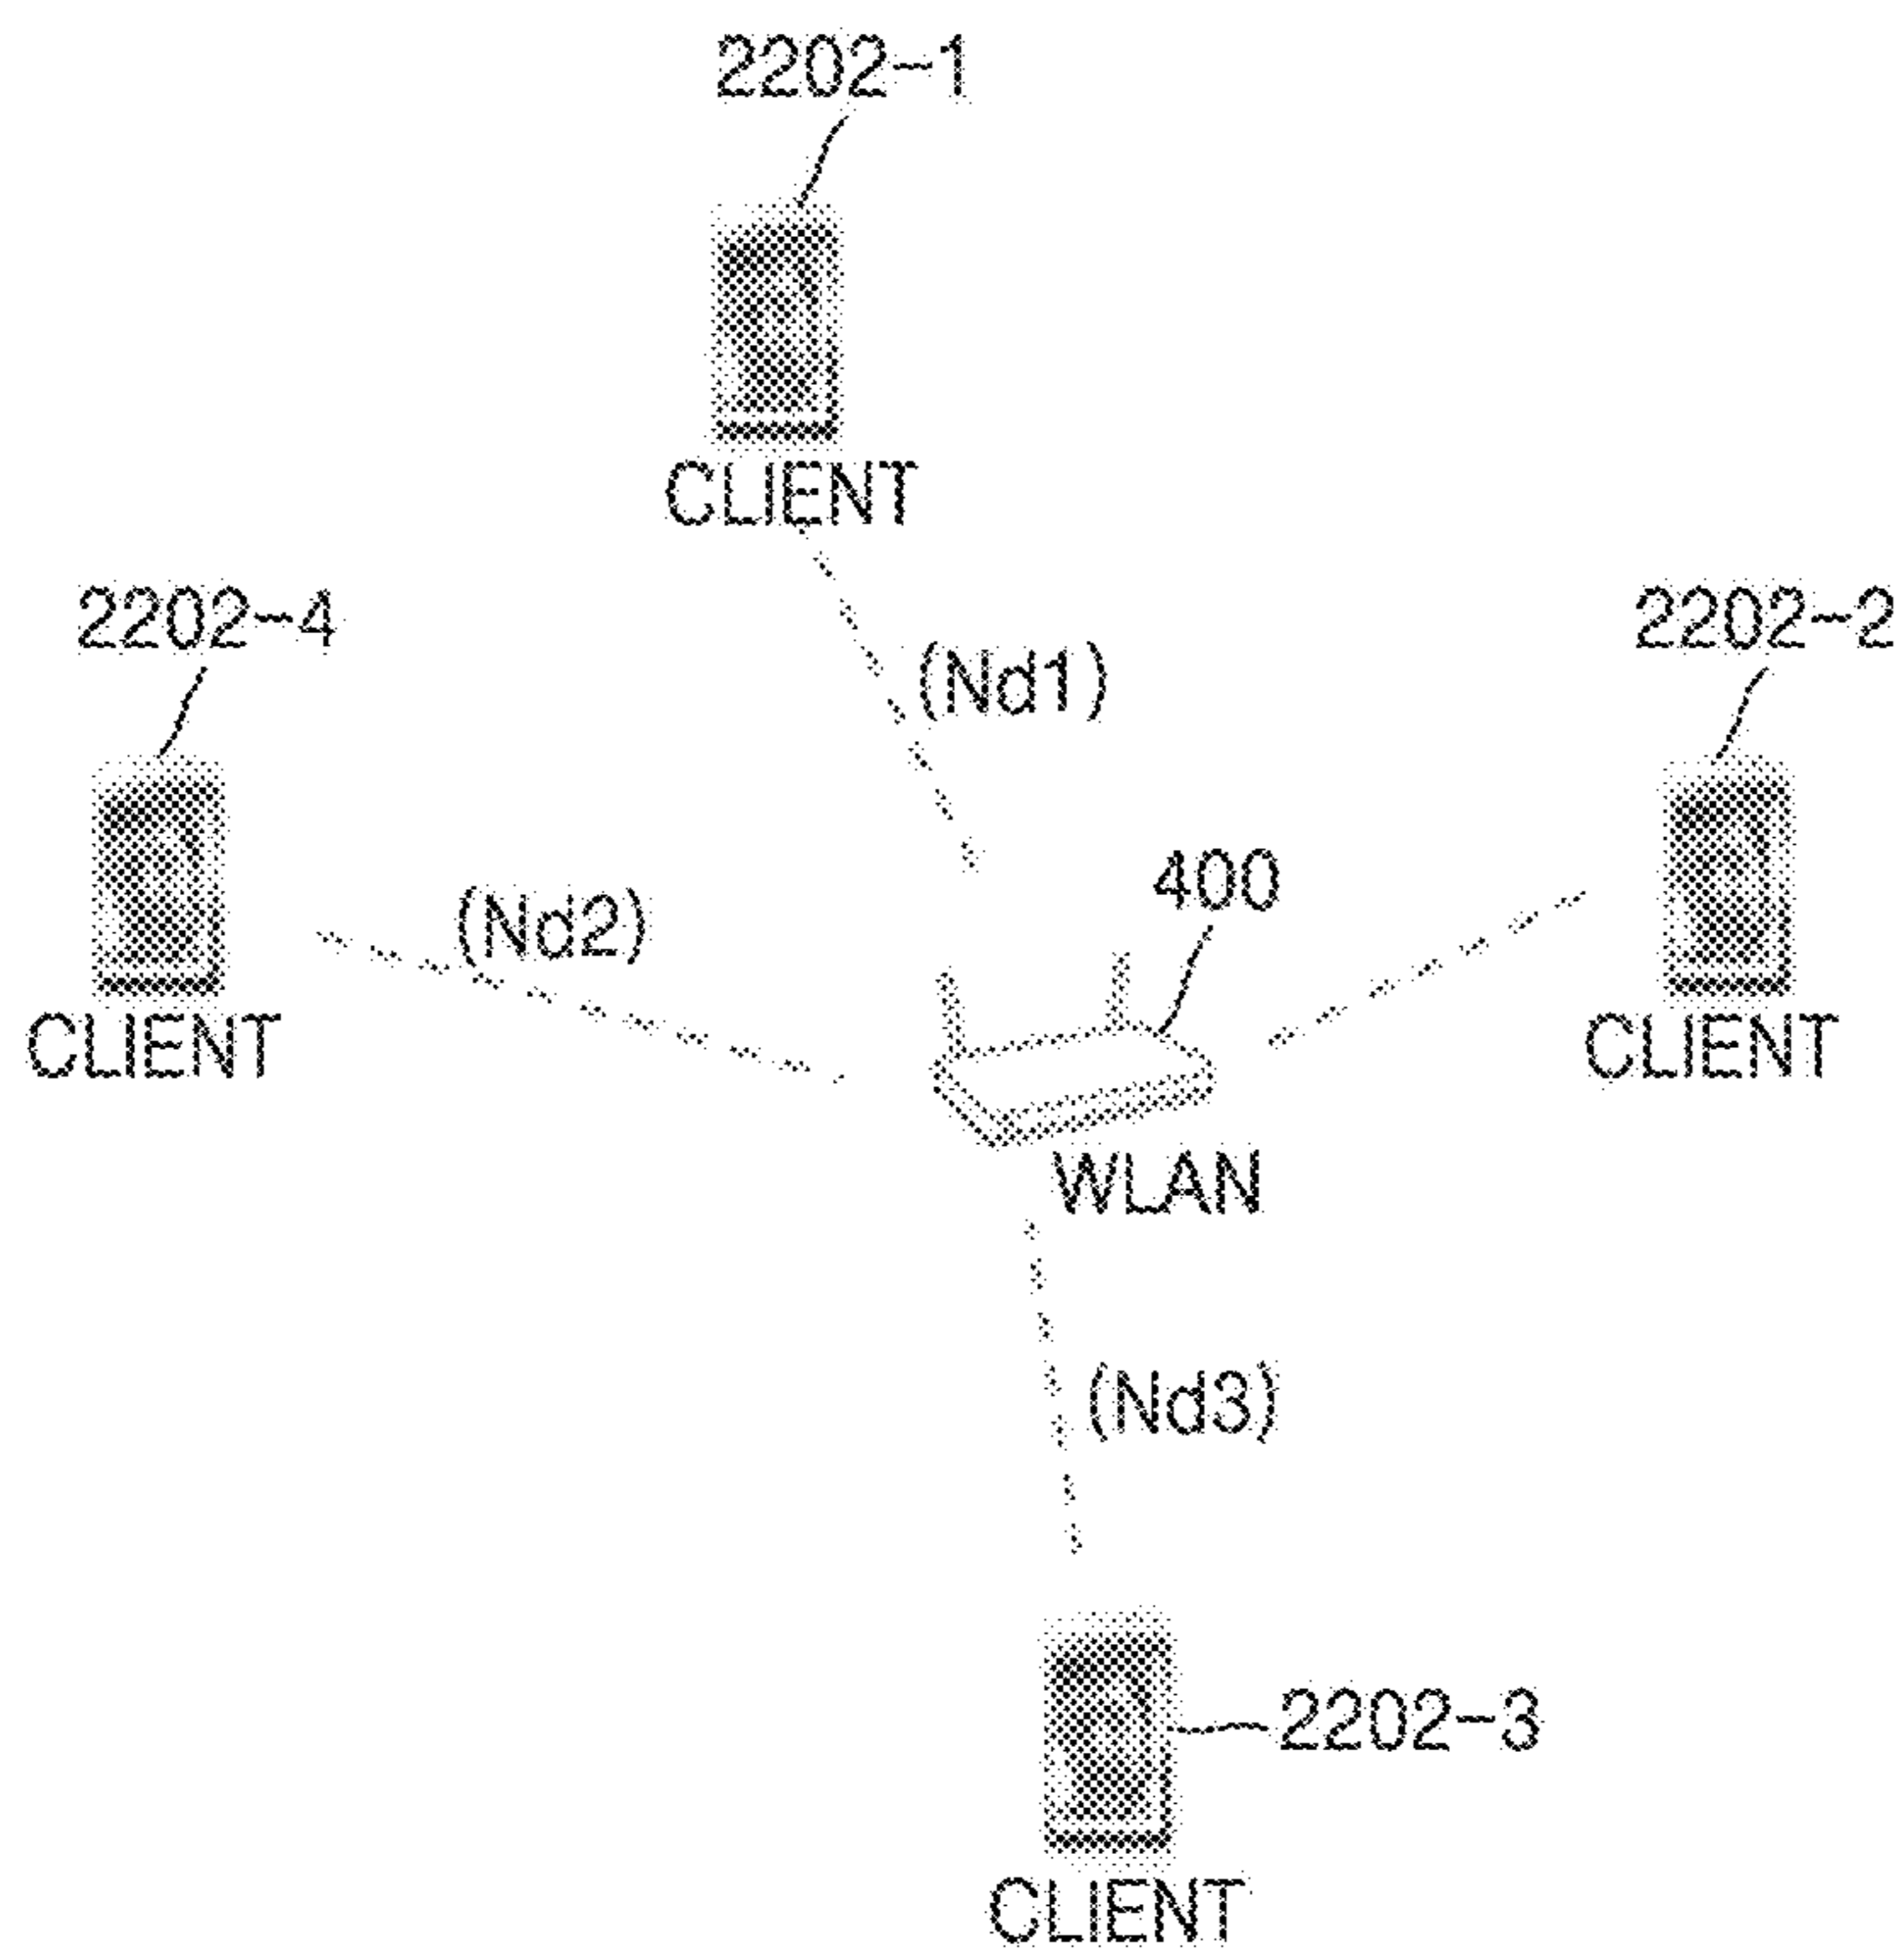 2202-1
CLIENT
2202-4
2202-2
(Nd1)
400
(Nd2)
CLIENT
CLIENT
WLAN
(Nd3)
2202-3
CLIENT